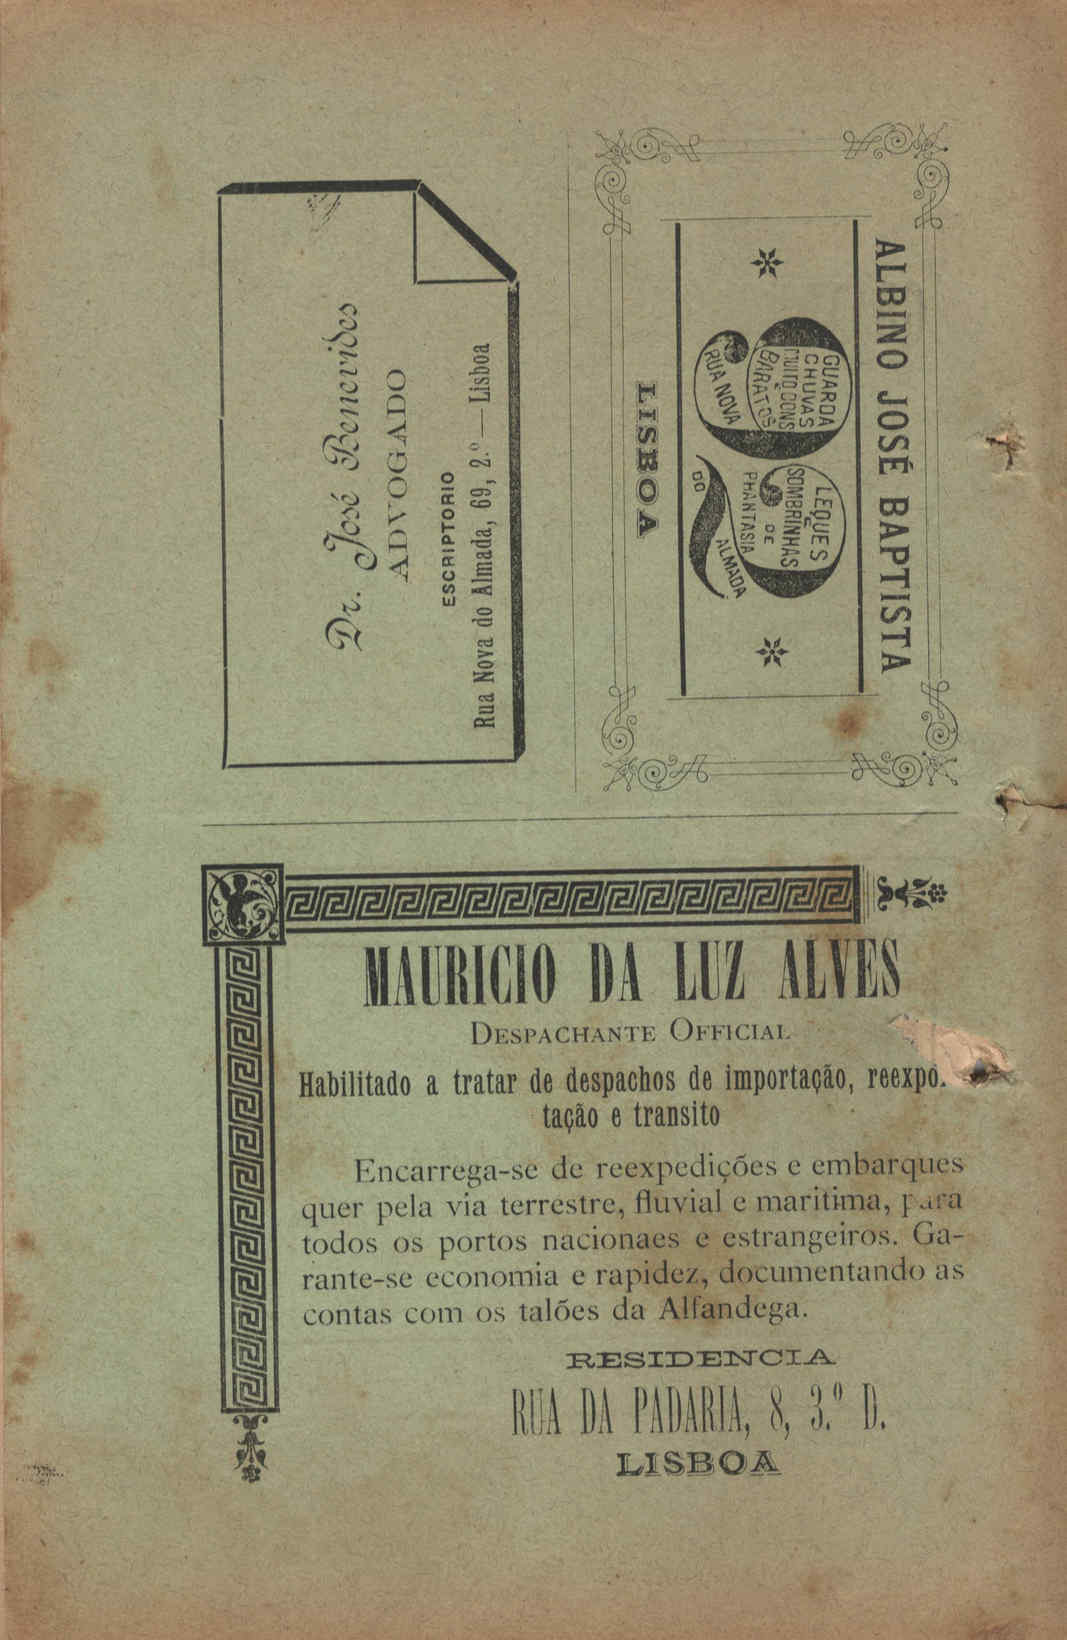 Dr. José Benevides
ADVOGADO
ESCRIPTORIO
Rua Nova do Almada, 69, 2.º—Lisboa
ALBINO JOSÉ BAPTISTA
GUARDA
CHUVAS
MUITO BONS
E
BARATOS
RUA NOVA
LEQUES
E
SOMBRINHAS
DE
PHANTASIA
DO ALMADA
LISBOA
MAURICIO DA LUZ ALVES
DESPACHANTE OFFICIAL
Habilitado a tratar de despachos de importação, reexpor
tação e transito
Encarrega-se de reexpedições e embarques
quer pela via terrestre, fluvial e maritima, para
todos os portos nacionaes e estrangeiros. Ga-
rante-se economia e rapidez, documentando as
contas com os talões da Alfandega.
RESIDENCIA
RUA DA PADARIA, 8, 3.º D.
LISBOA